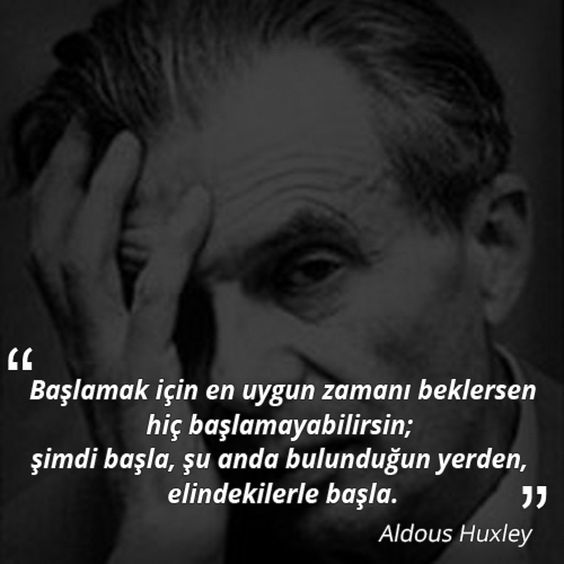 “
Başlamak için en uygun zamanı beklersen
hiç başlamayabilirsin;
şimdi başla, şu anda bulunduğun yerden,
elindekilerle başla.
”
Aldous Huxley